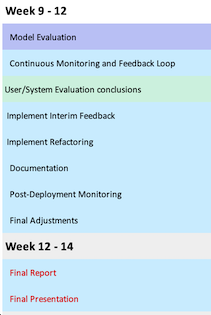 Week 9 - 12
Model Evaluation
Continuous Monitoring and Feedback Loop
User/System Evaluation conclusions
Implement Interim Feedback
Implement Refactoring
Documentation
Post-Deployment Monitoring
Final Adjustments
Week 12 - 14
Final Report
Final Presentation